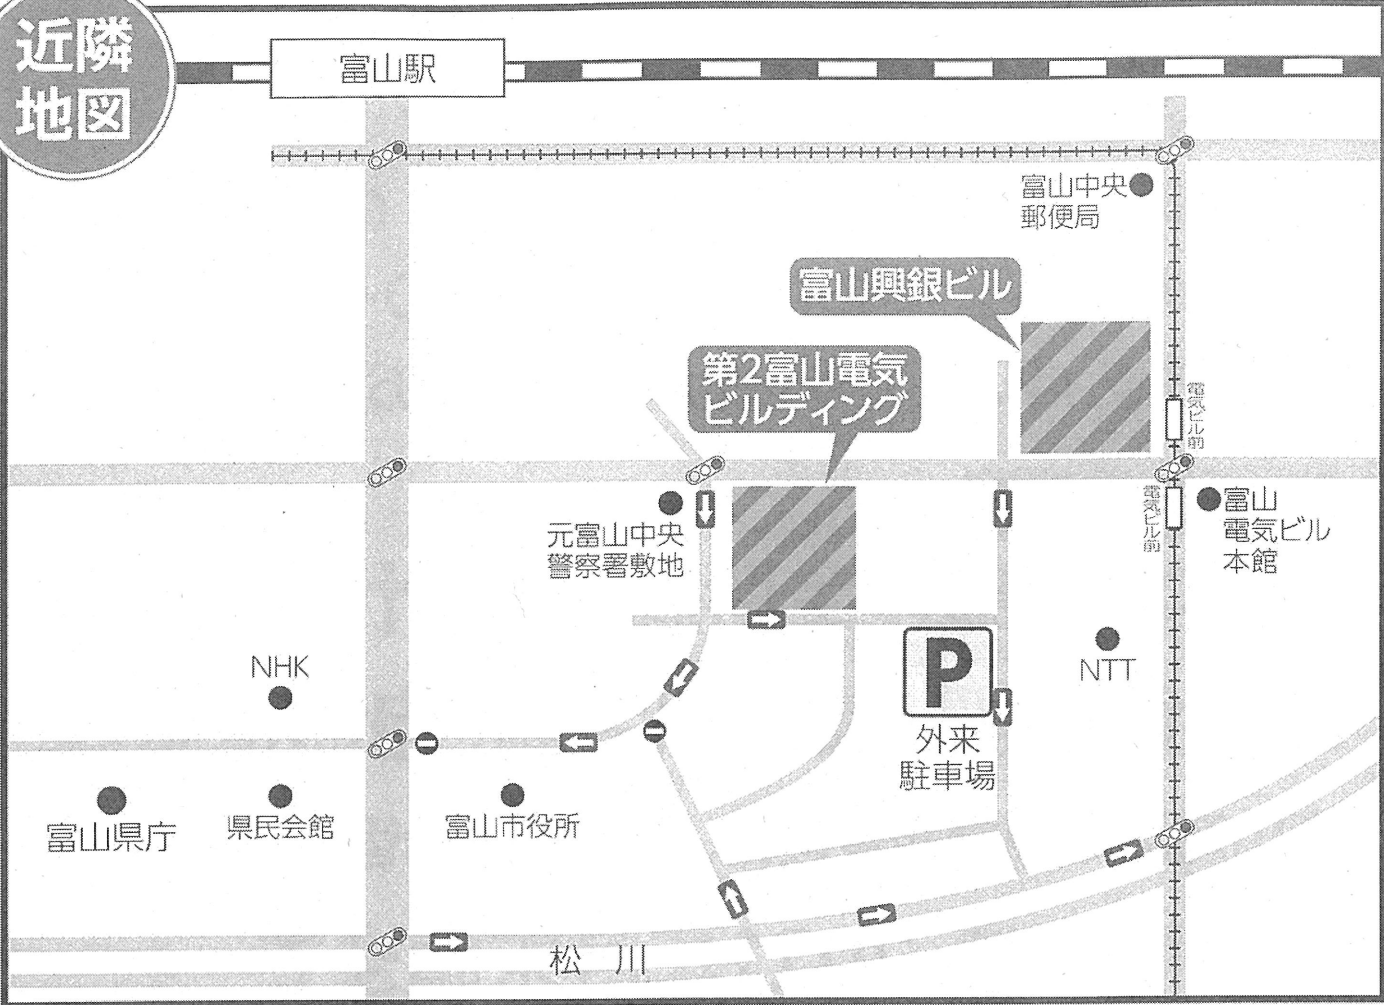 近隣
地図
富山駅
富山中央
郵便局
富山興銀ビル
第2富山電気
ビルディング
電気ビル前
電気ビル前
富山
電気ビル
本館
元富山中央
警察署敷地
NHK
NTT
P
外来
駐車場
富山県庁
県民会館
富山市役所
松川